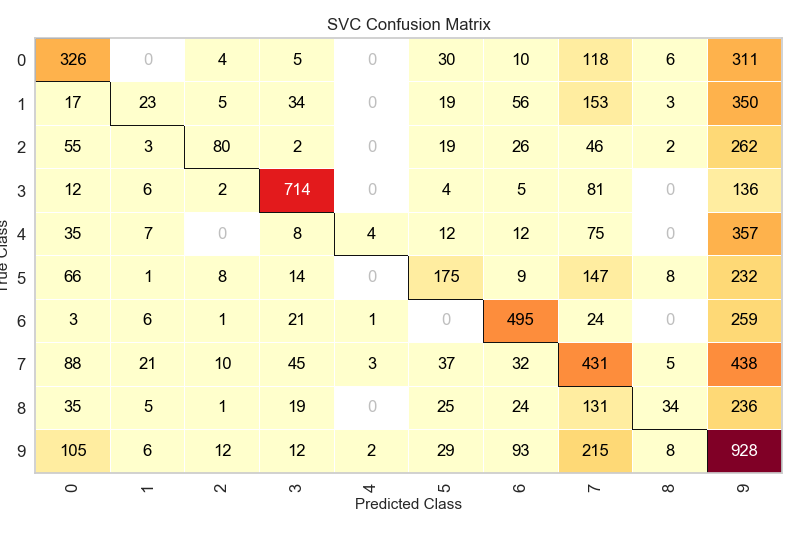 SVC Confusion Matrix
True Class
0 326 0 4 5 0 30 10 118 6 311
1 17 23 5 34 0 19 56 153 3 350
2 55 3 80 2 0 19 26 46 2 262
3 12 6 2 714 0 4 5 81 0 136
4 35 7 0 8 4 12 12 75 0 357
5 66 1 8 14 0 175 9 147 8 232
6 3 6 1 21 1 0 495 24 0 259
7 88 21 10 45 3 37 32 431 5 438
8 35 5 1 19 0 25 24 131 34 236
9 105 6 12 12 2 29 93 215 8 928
0 1 2 3 4 5 6 7 8 9
Predicted Class